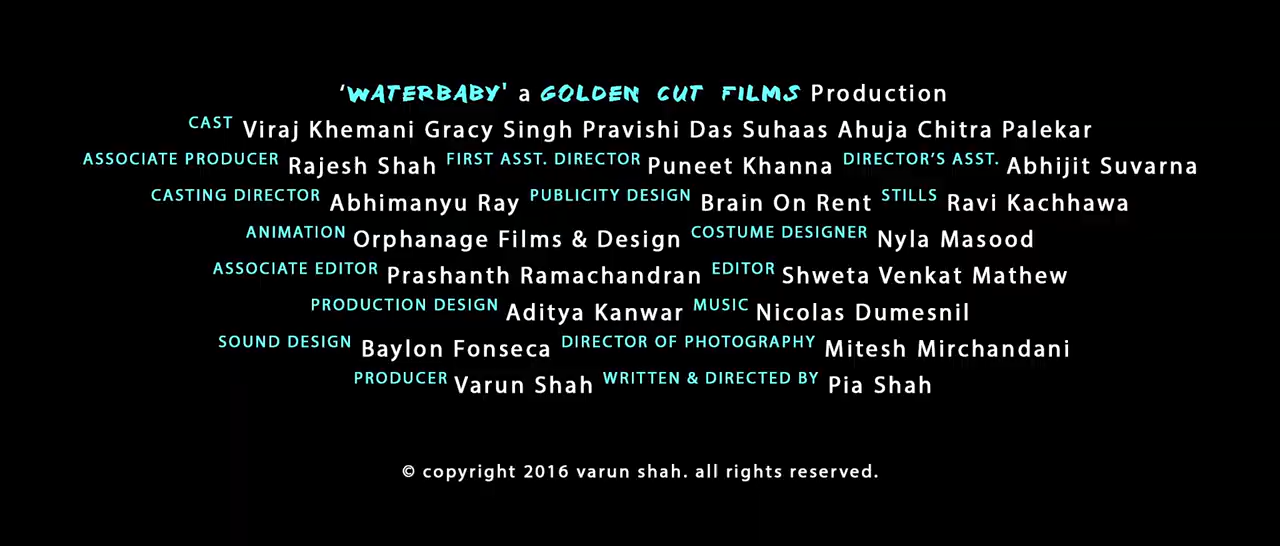 ‘WATERBABY' a GOLDEN CUT FILMS Production
CAST Viraj Khemani Gracy Singh Pravishi Das Suhaas Ahuja Chitra Palekar
ASSOCIATE PRODUCER Rajesh Shah FIRST ASST. DIRECTOR Puneet Khanna DIRECTOR’S ASST. Abhijit Suvarna
CASTING DIRECTOR Abhimanyu Ray PUBLICITY DESIGN Brain On Rent STILLS Ravi Kachhawa
ANIMATION Orphanage Films & Design COSTUME DESIGNER Nyla Masood
ASSOCIATE EDITOR Prashanth Ramachandran EDITOR Shweta Venkat Mathew
PRODUCTION DESIGN Aditya Kanwar MUSIC Nicolas Dumesnil
SOUND DESIGN Baylon Fonseca DIRECTOR OF PHOTOGRAPHY Mitesh Mirchandani
PRODUCER Varun Shah WRITTEN & DIRECTED BY Pia Shah
© copyright 2016 varun shah. all rights reserved.